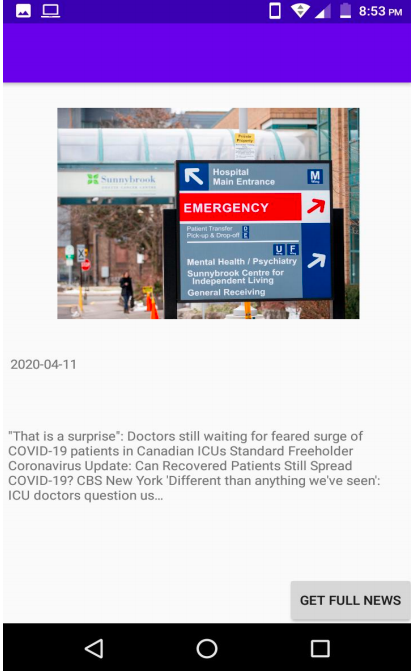 8:53 PM
Private
Property
Sunnybrook
Hospital
Main Entrance
M
EMERGENCY
Patient Transfer
Pick-up & Drop-off
U F
Mental Health / Psychiatry
Sunnybrook Centre for
Independent Living
General Receiving
2020-04-11
"That is a surprise": Doctors still waiting for feared surge of
COVID-19 patients in Canadian ICUs Standard Freeholder
Coronavirus Update: Can Recovered Patients Still Spread
COVID-19? CBS New York 'Different than anything we've seen':
ICU doctors question us…
GET FULL NEWS